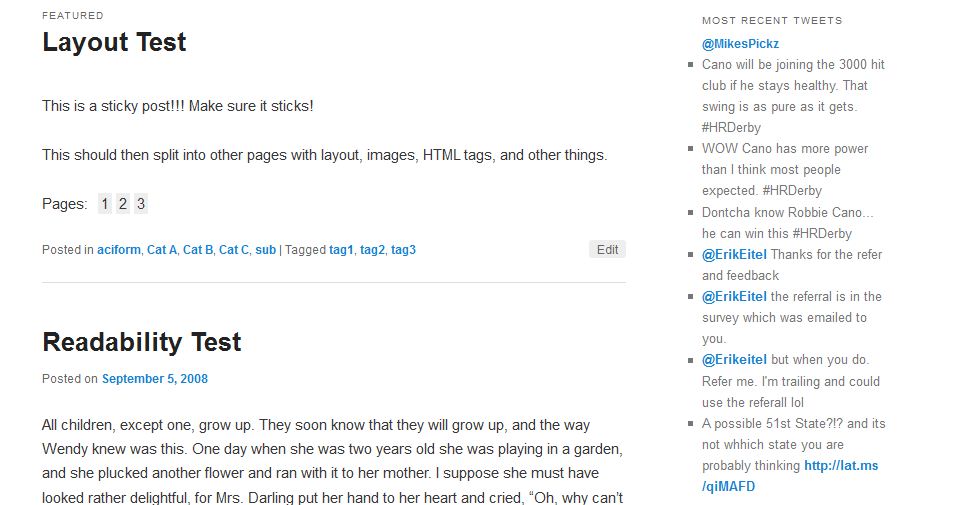 FEATURED
Layout Test
This is a sticky post!!! Make sure it sticks!
This should then split into other pages with layout, images, HTML tags, and other things.
Pages: 1 2 3
Posted in aciform, Cat A, Cat B, Cat C, sub | Tagged tag1, tag2, tag3
Edit
Readability Test
Posted on September 5, 2008
All children, except one, grow up. They soon know that they will grow up, and the way
Wendy knew was this. One day when she was two years old she was playing in a garden,
and she plucked another flower and ran with it to her mother. I suppose she must have
looked rather delightful, for Mrs. Darling put her hand to her heart and cried, “Oh, why can’t
MOST RECENT TWEETS
@MikesPickz
Cano will be joining the 3000 hit
club if he stays healthy. That
swing is as pure as it gets.
#HRDerby
WOW Cano has more power
than I think most people
expected. #HRDerby
Dontcha know Robbie Cano...
he can win this #HRDerby
@ErikEitel Thanks for the refer
and feedback
@ErikEitel the referral is in the
survey which was emailed to
you.
@Erikeitel but when you do.
Refer me. I'm trailing and could
use the referall lol
A possible 51st State?!? and its
not whhich state you are
probably thinking http://lat.ms
/qiMAFD